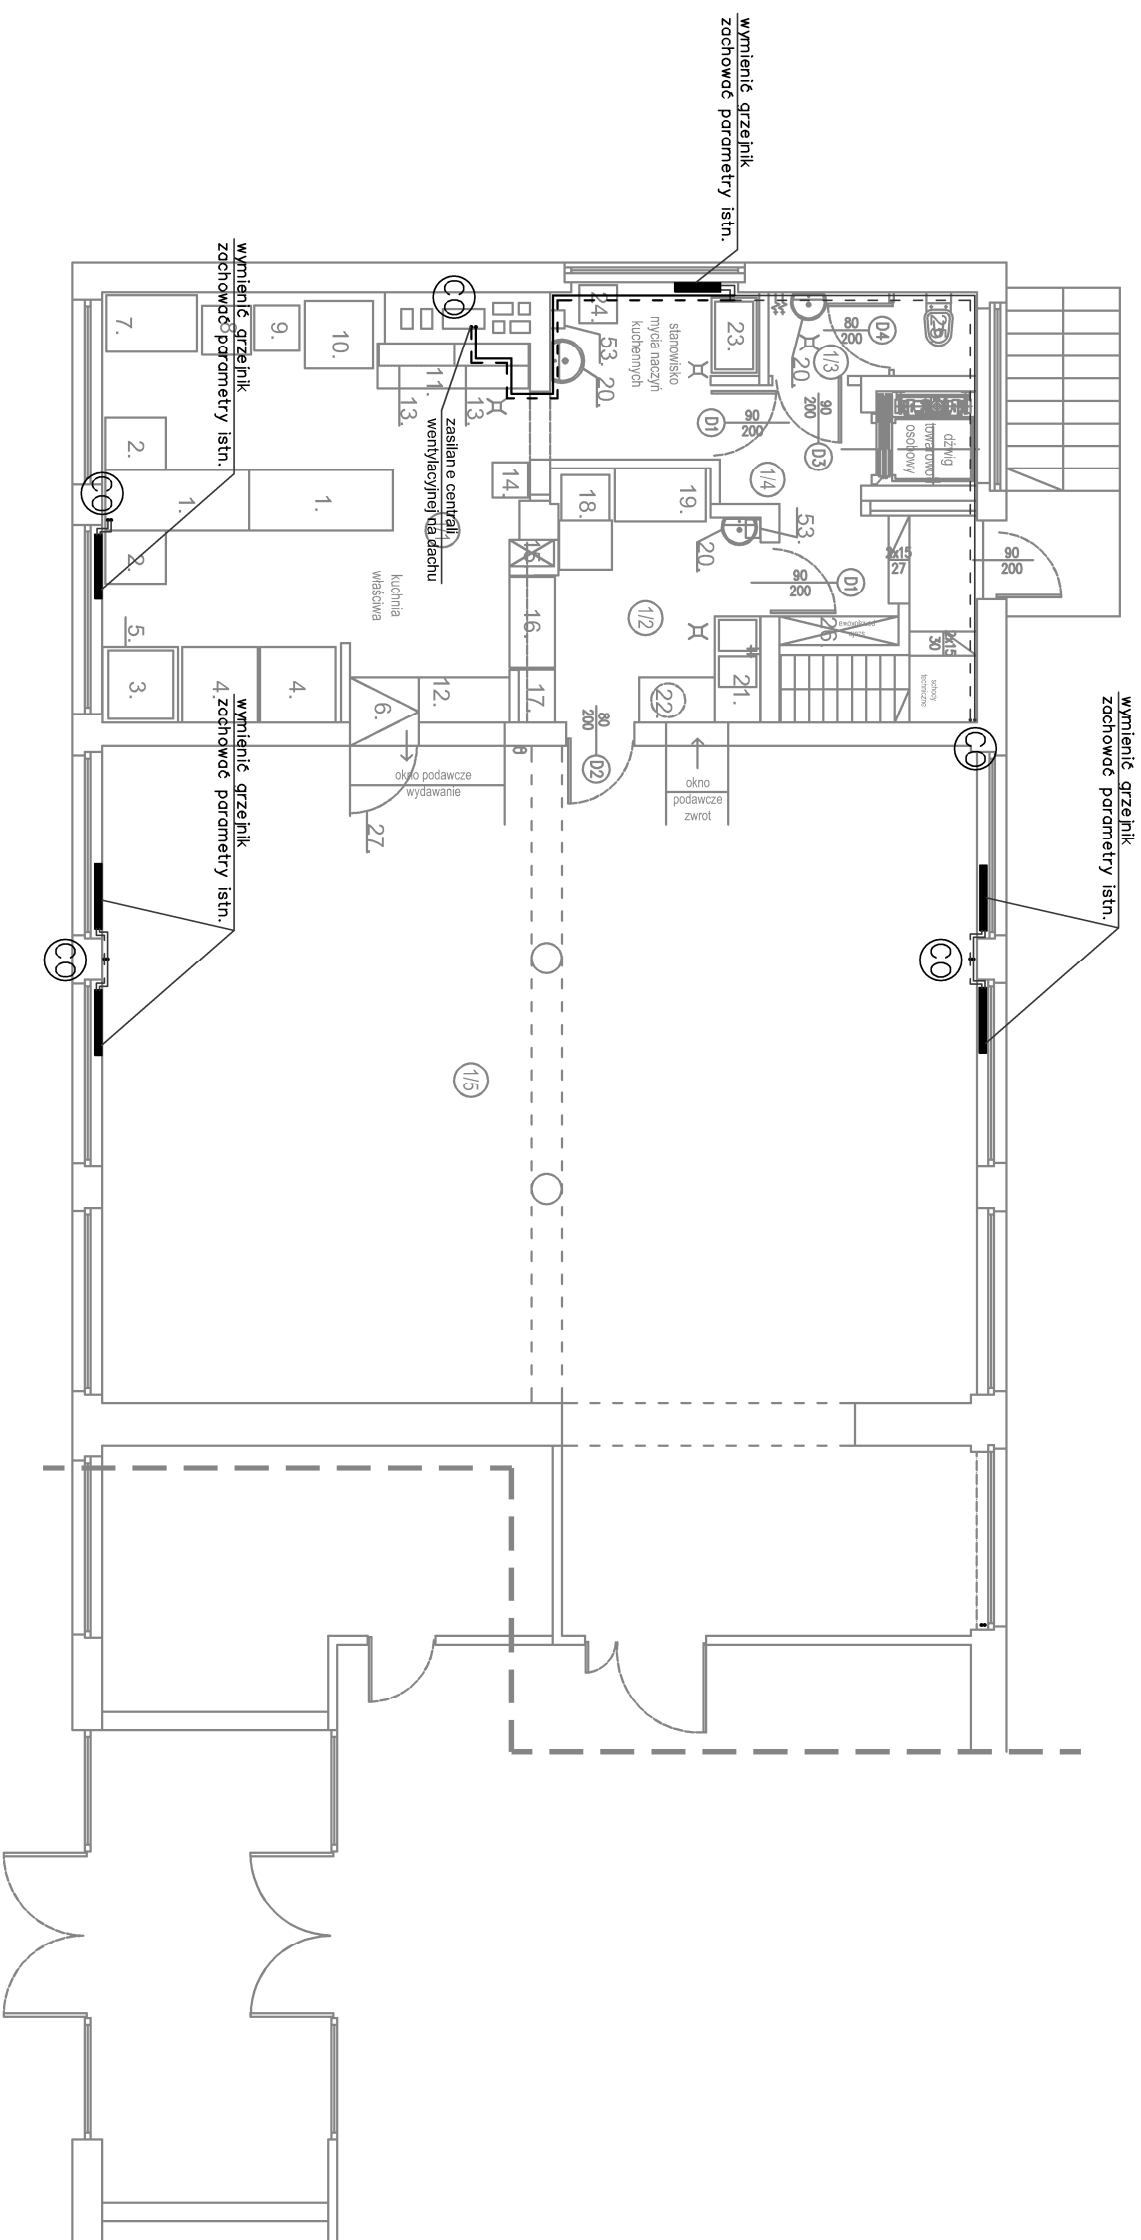 wymienić grzejnik
zachować parametry istn.
wymienić grzejnik
zachować parametry istn.
CO
7.
8.
9.
10.
11.
13.
13.
24.
53.
20.
stanowisko
mycia naczyń
kuchennych
23.
20.
1/3
80
200
D4
25
D1
90
200
90
200
D3
dźwig
towarowo
osobowy
zasilane centrali
wentylacyjnej na dachu
2.
CO
1.
1.
2.
14.
15
18.
19.
1/4
53.
20.
2x15
27
90
200
90
200
D1
kuchnia
właściwa
16.
1/2
26.
2x15
30
5.
3.
4.
4.
6.
12.
17.
22.
21.
schody
techniczne
wymienić grzejnik
zachować parametry istn.
80
200
D2
CO
okno podawcze
wydawanie
27.
okno
podawcze
zwrot
wymienić grzejnik
zachować parametry istn.
CO
CO
1/5